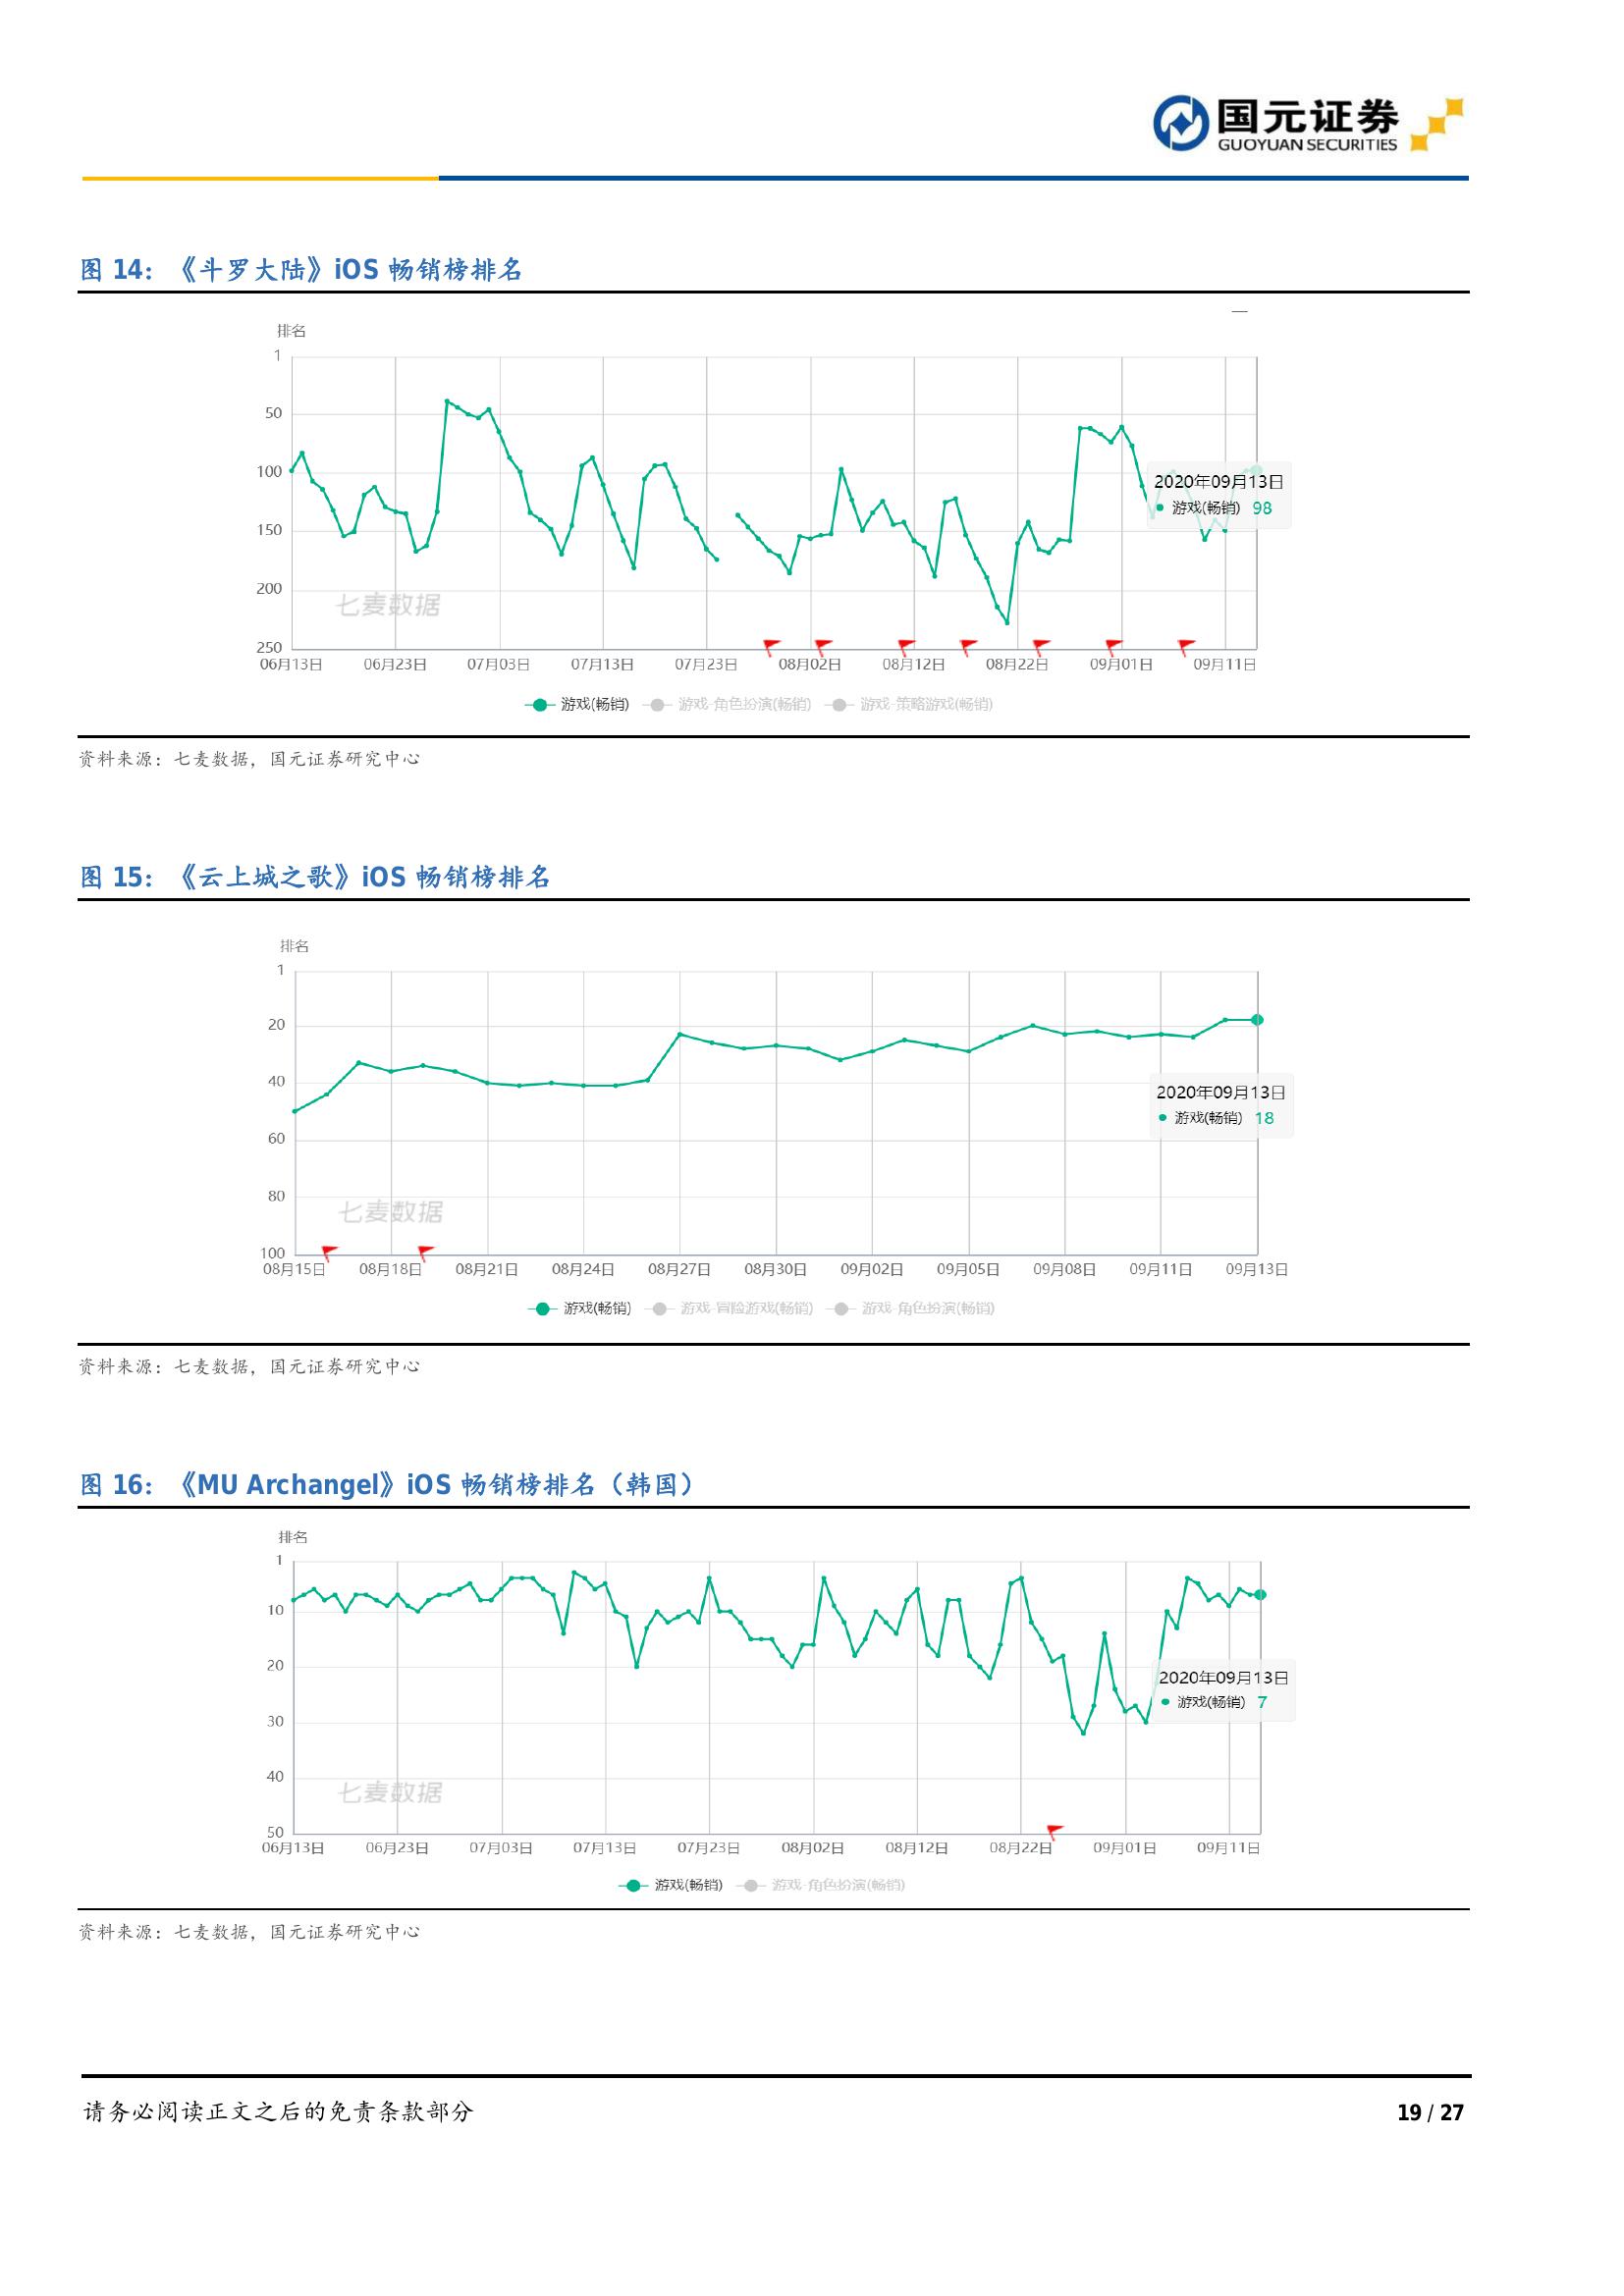 国元证券
GUOYUAN SECURITIES
图 14：《斗罗大陆》iOS 畅销榜排名
排名
1
50
100
150
200
250
2020年09月13日
游戏(畅销) 98
七麦数据
06月13日 06月23日 07月03日 07月13日 07月23日 08月02日 08月12日 08月22日 09月01日 09月11日
游戏(畅销) 游戏-角色扮演(畅销) 游戏-策略游戏(畅销)
资料来源：七麦数据，国元证券研究中心
图 15：《云上城之歌》iOS 畅销榜排名
排名
1
20
40
60
80
100
2020年09月13日
游戏(畅销) 18
七麦数据
08月15日 08月18日 08月21日 08月24日 08月27日 08月30日 09月02日 09月05日 09月08日 09月11日 09月13日
游戏(畅销) 游戏-冒险游戏(畅销) 游戏-角色扮演(畅销)
资料来源：七麦数据，国元证券研究中心
图 16：《MU Archangel》iOS 畅销榜排名（韩国）
排名
1
10
20
30
40
50
2020年09月13日
游戏(畅销) 7
七麦数据
06月13日 06月23日 07月03日 07月13日 07月23日 08月02日 08月12日 08月22日 09月01日 09月11日
游戏(畅销) 游戏-角色扮演(畅销)
资料来源：七麦数据，国元证券研究中心
请务必阅读正文之后的免责条款部分 19 / 27